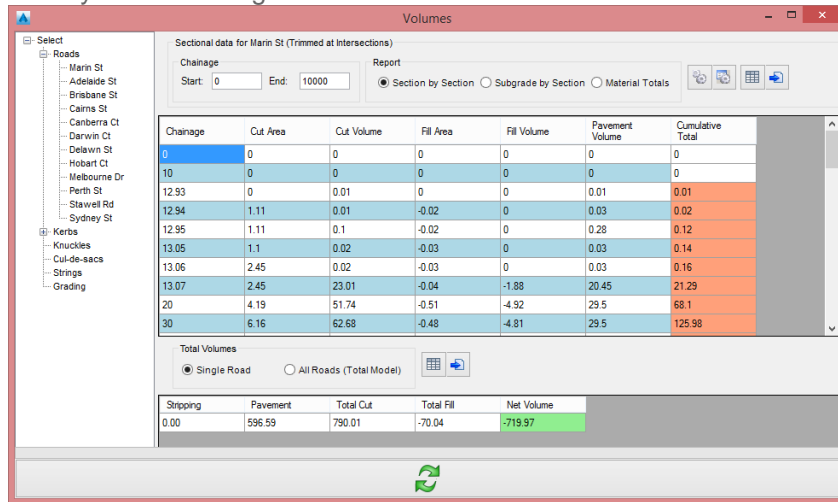 Volumes
Select
Roads
Marin St
Adelaide St
Brisbane St
Cairns St
Canberra Ct
Darwin Ct
Delawn St
Hobart Ct
Melbourne Dr
Perth St
Stawell Rd
Sydney St
Kerbs
Knuckles
Cul-de-sacs
Strings
Grading
Sectional data for Marin St (Trimmed at Intersections)
Chainage
Start: 0 End: 10000
Report
Section by Section Subgrade by Section Material Totals
Chainage Cut Area Cut Volume Fill Area Fill Volume Pavement Volume Cumulative Total
0 0 0 0 0 0 0
10 0 0 0 0 0 0
12.93 0 0.01 0 0 0.01 0.01
12.94 1.11 0.01 -0.02 0 0.03 0.02
12.95 1.11 0.1 -0.02 0 0.28 0.12
13.05 1.1 0.02 -0.03 0 0.03 0.14
13.06 2.45 0.02 -0.03 0 0.03 0.16
13.07 2.45 23.01 -0.04 -1.88 20.45 21.29
20 4.19 51.74 -0.51 -4.92 29.5 68.1
30 6.16 62.68 -0.48 -4.81 29.5 125.98
Total Volumes
Single Road All Roads (Total Model)
Stripping Pavement Total Cut Total Fill Net Volume
0.00 596.59 790.01 -70.04 -719.97